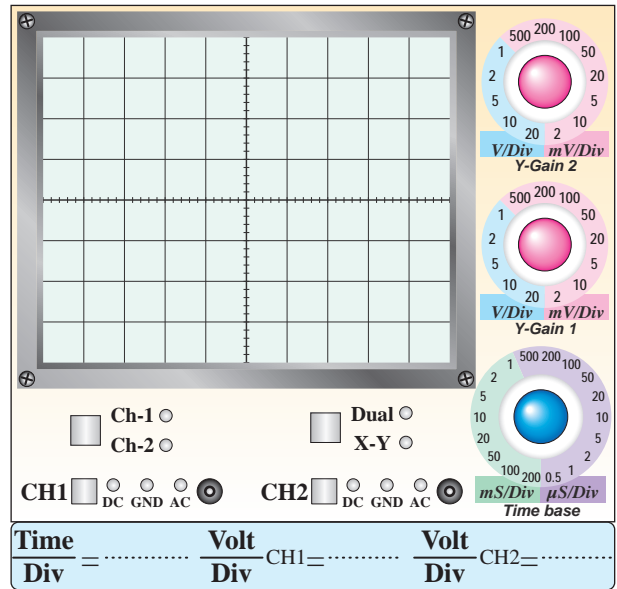 500 200 100
1 50
2 20
5 5
10 10
20 2
V/Div mV/Div
Y-Gain 2
500 200 100
1 50
2 20
5 5
10 10
20 2
V/Div mV/Div
Y-Gain 1
1 500 200 100
2 50
5 20
10 10
20 5
50 2
100 200 0.5 1
mS/Div µS/Div
Time base
Ch-1 Dual
Ch-2 X-Y
CH1 DC GND AC CH2 DC GND AC
Time Volt Volt
= ............ CH1= ............ CH2= ............
Div Div Div